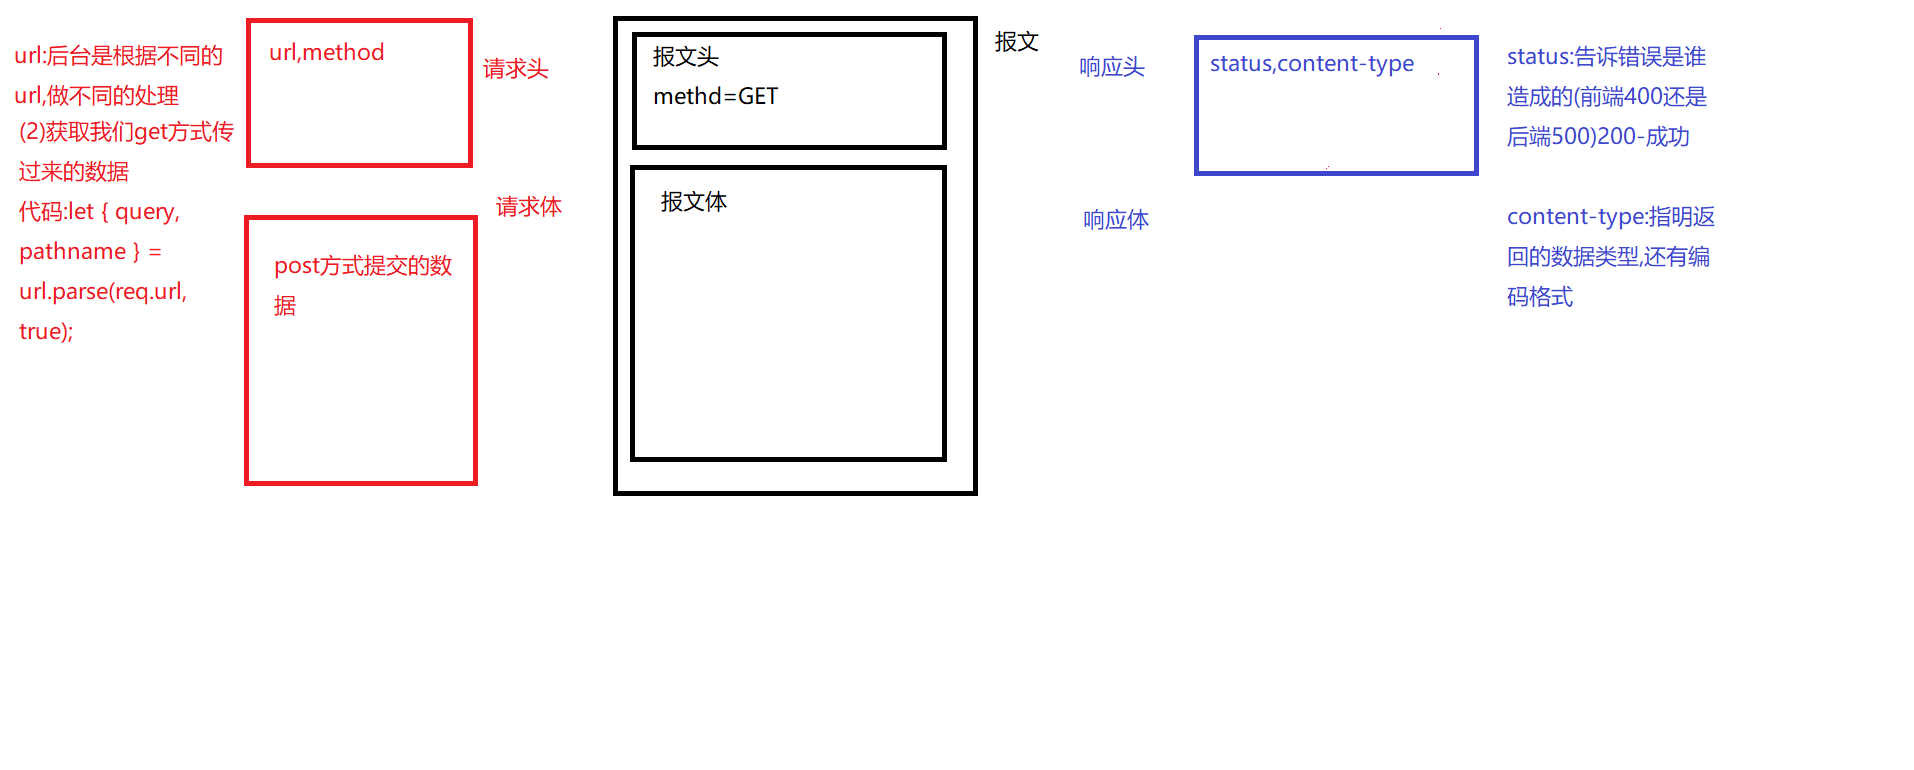 url:后台是根据不同的
url,做不同的处理
(2)获取我们get方式传
过来的数据
代码:let { query,
pathname } =
url.parse(req.url,
true);
url,method
请求头
请求体
post方式提交的数
据
报文头
methd=GET
报文体
报文
响应头
status,content-type
响应体
status:告诉错误是谁
造成的(前端400还是
后端500)200-成功
content-type:指明返
回的数据类型,还有编
码格式